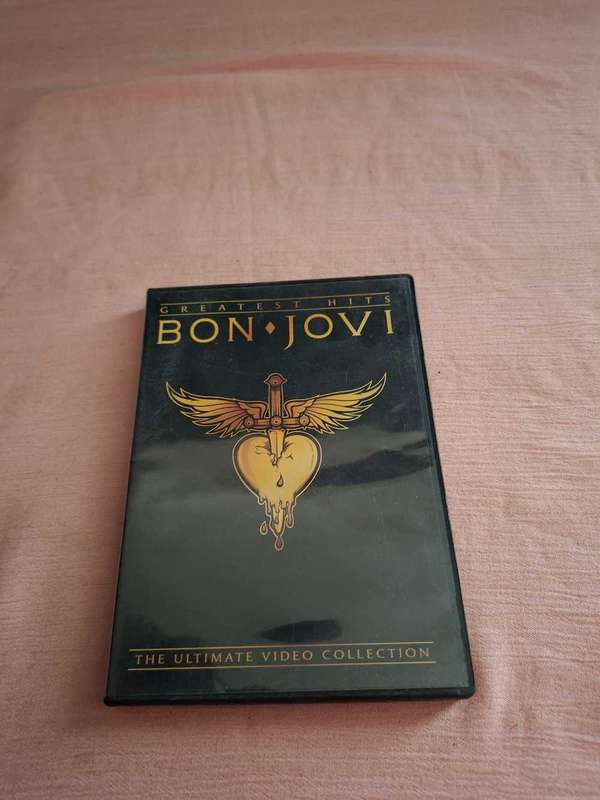 GREATEST HITS
BON♦JOVI
THE ULTIMATE VIDEO COLLECTION